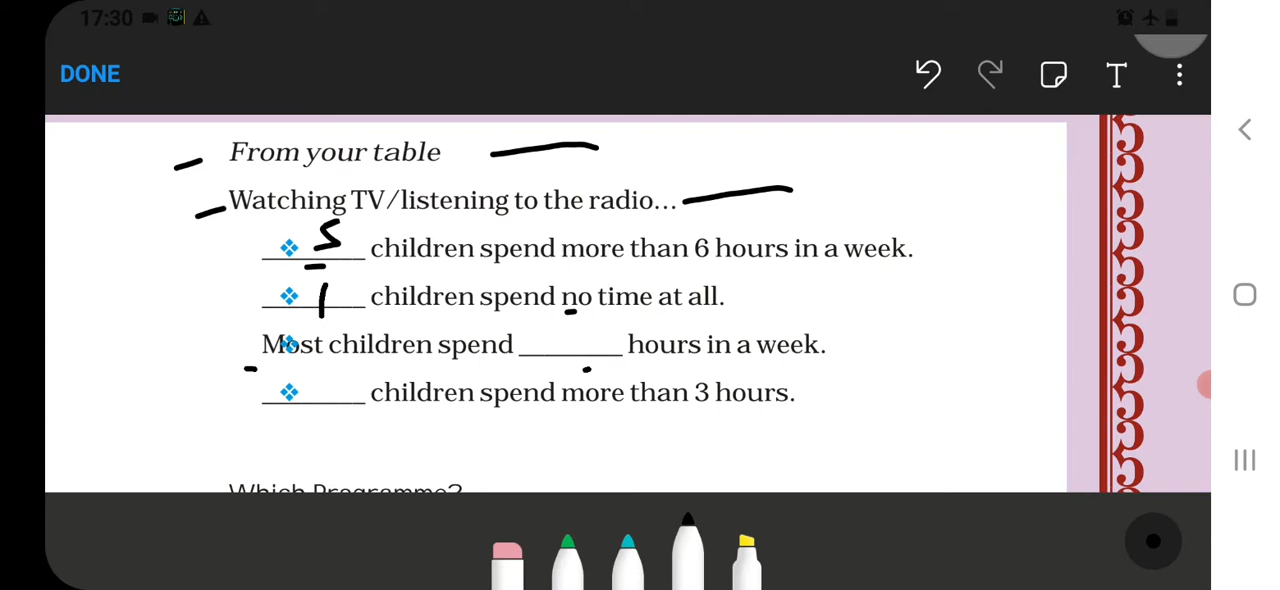 17:30
DONE
From your table
Watching TV/listening to the radio...
5 children spend more than 6 hours in a week.
1 children spend no time at all.
Most children spend ________ hours in a week.
________ children spend more than 3 hours.
Which Programme?